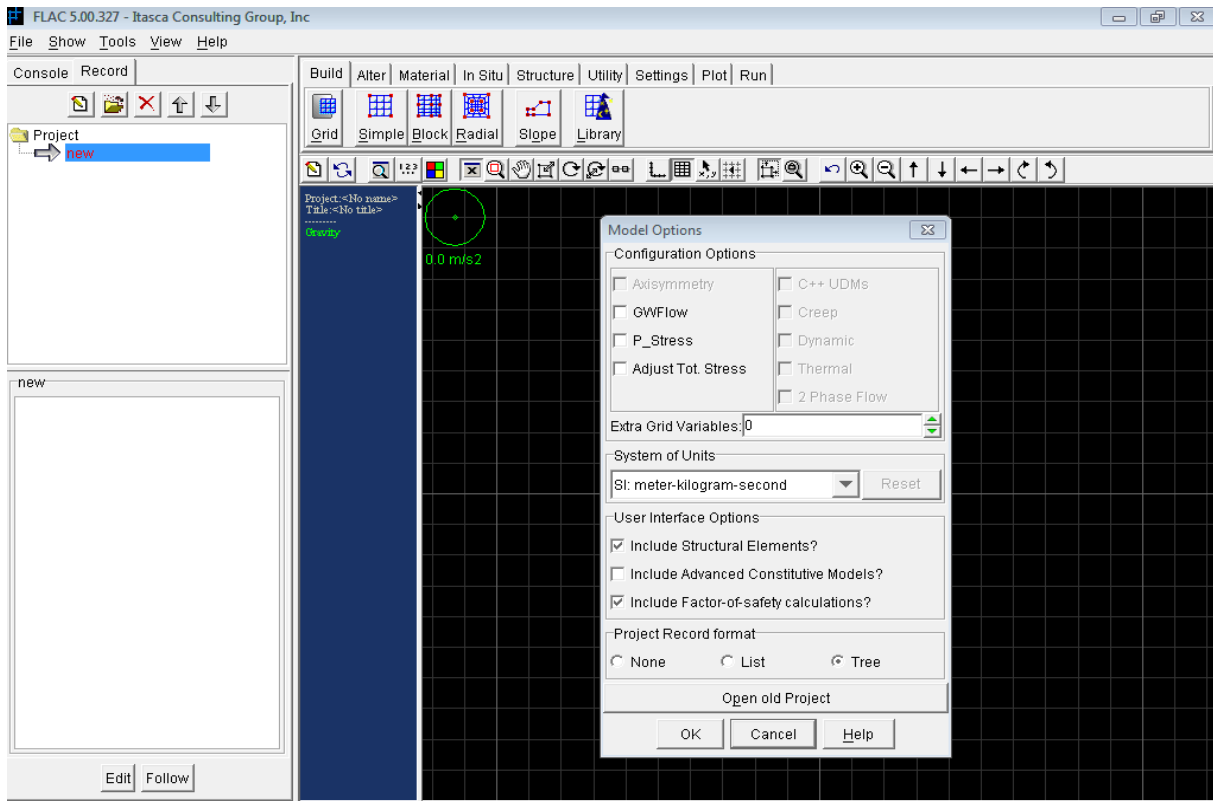 FLAC 5.00.327 - Itasca Consulting Group, Inc
File Show Tools View Help
Console Record
Build Alter Material In Situ Structure Utility Settings Plot Run
Grid Simple Block Radial Slope Library
Project
new
123
Project:<No name>
Title:<No title>
---------
Gravity
0.0 m/s2
new
Edit Follow
Model Options
Configuration Options
Axisymmetry C++ UDMs
GWFlow Creep
P_Stress Dynamic
Adjust Tot. Stress Thermal
2 Phase Flow
Extra Grid Variables: 0
System of Units
SI: meter-kilogram-second Reset
User Interface Options
Include Structural Elements?
Include Advanced Constitutive Models?
Include Factor-of-safety calculations?
Project Record format
None List Tree
Open old Project
OK Cancel Help